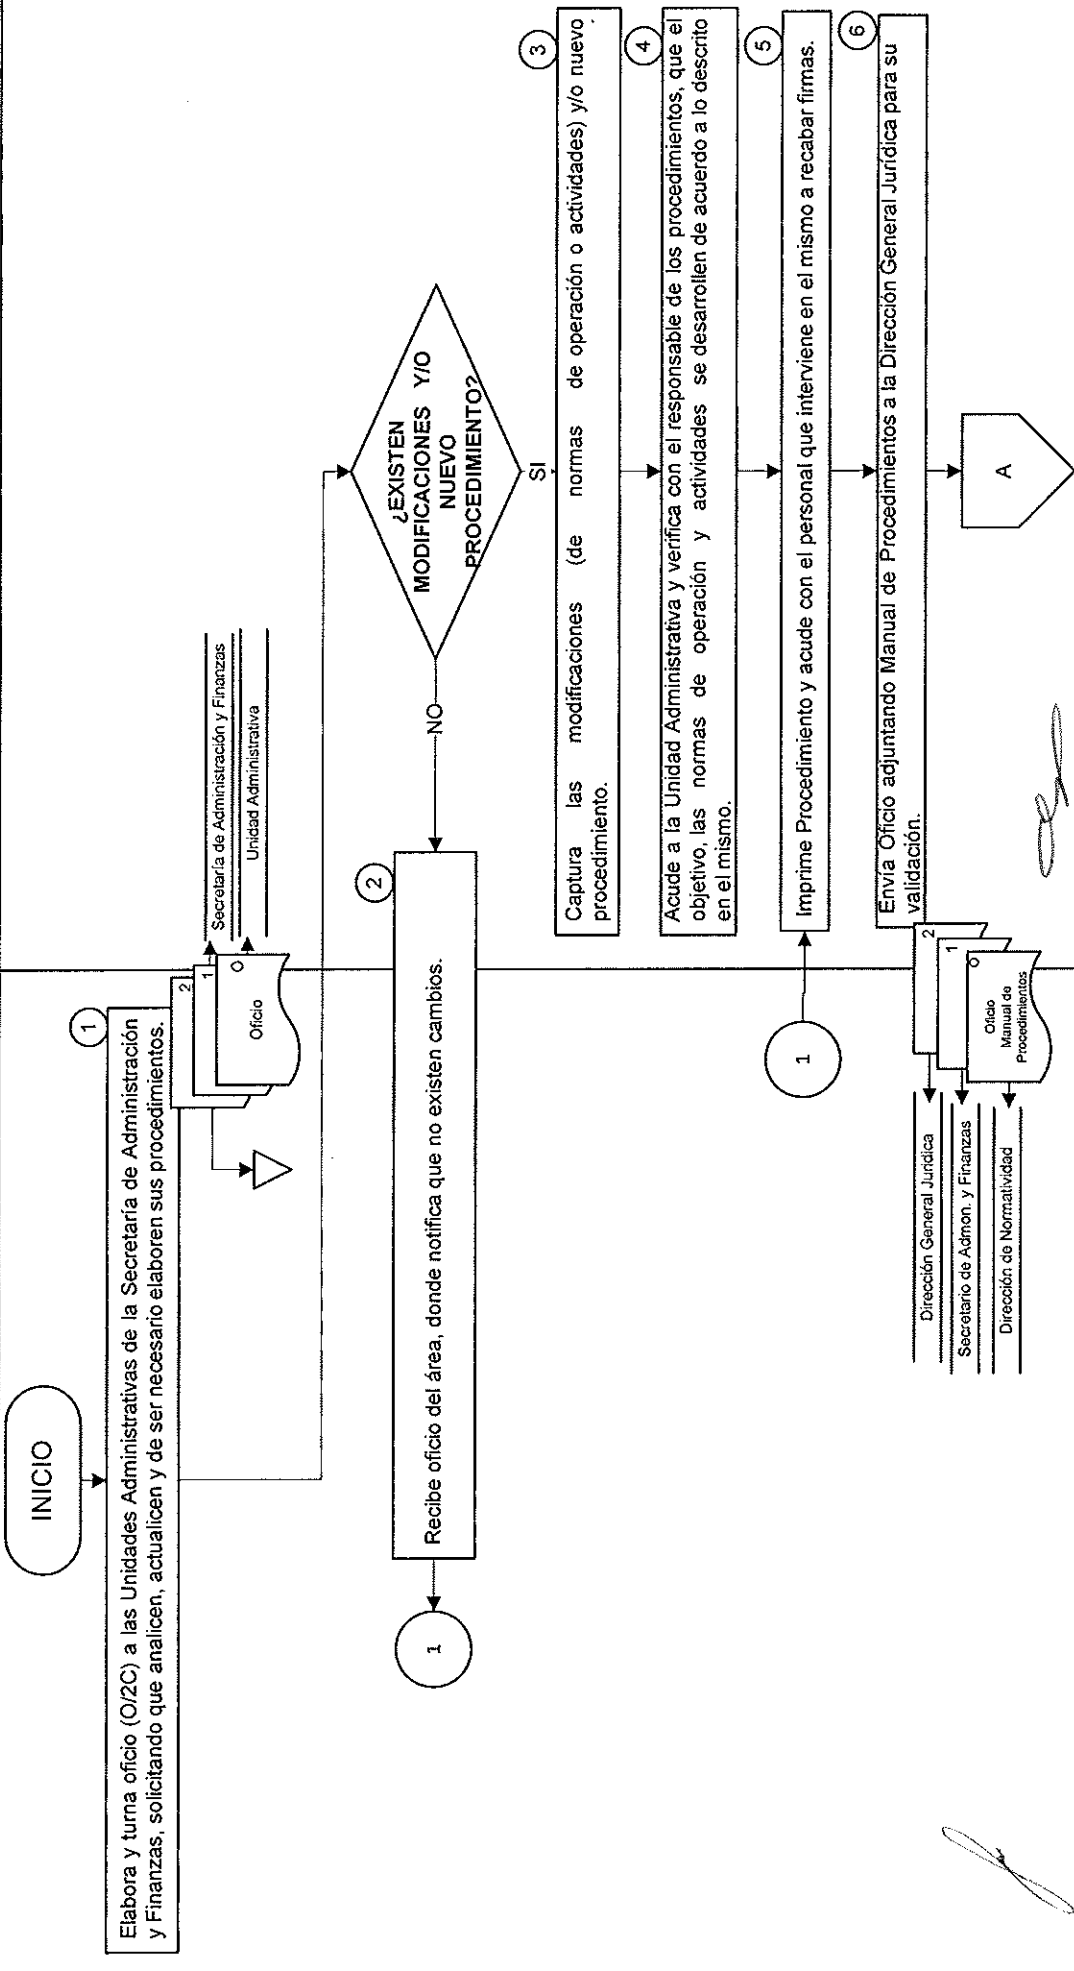 INICIO
1
Elabora y turna oficio (O/2C) a las Unidades Administrativas de la Secretaría de Administración
y Finanzas, solicitando que analicen, actualicen y de ser necesario elaboren sus procedimientos.
2
1
O
Oficio
Secretaría de Administración y Finanzas
Unidad Administrativa
¿EXISTEN
MODIFICACIONES Y/O
NUEVO
PROCEDIMIENTO?
NO
SI
2
Recibe oficio del área, donde notifica que no existen cambios.
1
3
Captura las modificaciones (de normas de operación o actividades) y/o nuevo
procedimiento.
4
Acude a la Unidad Administrativa y verifica con el responsable de los procedimientos, que el
objetivo, las normas de operación y actividades se desarrollen de acuerdo a lo descrito
en el mismo.
1
5
Imprime Procedimiento y acude con el personal que interviene en el mismo a recabar firmas.
6
Envía Oficio adjuntando Manual de Procedimientos a la Dirección General Jurídica para su
validación.
2
1
O
Oficio
Manual de
Procedimientos
Dirección General Jurídica
Secretario de Admon. y Finanzas
Dirección de Normatividad
A